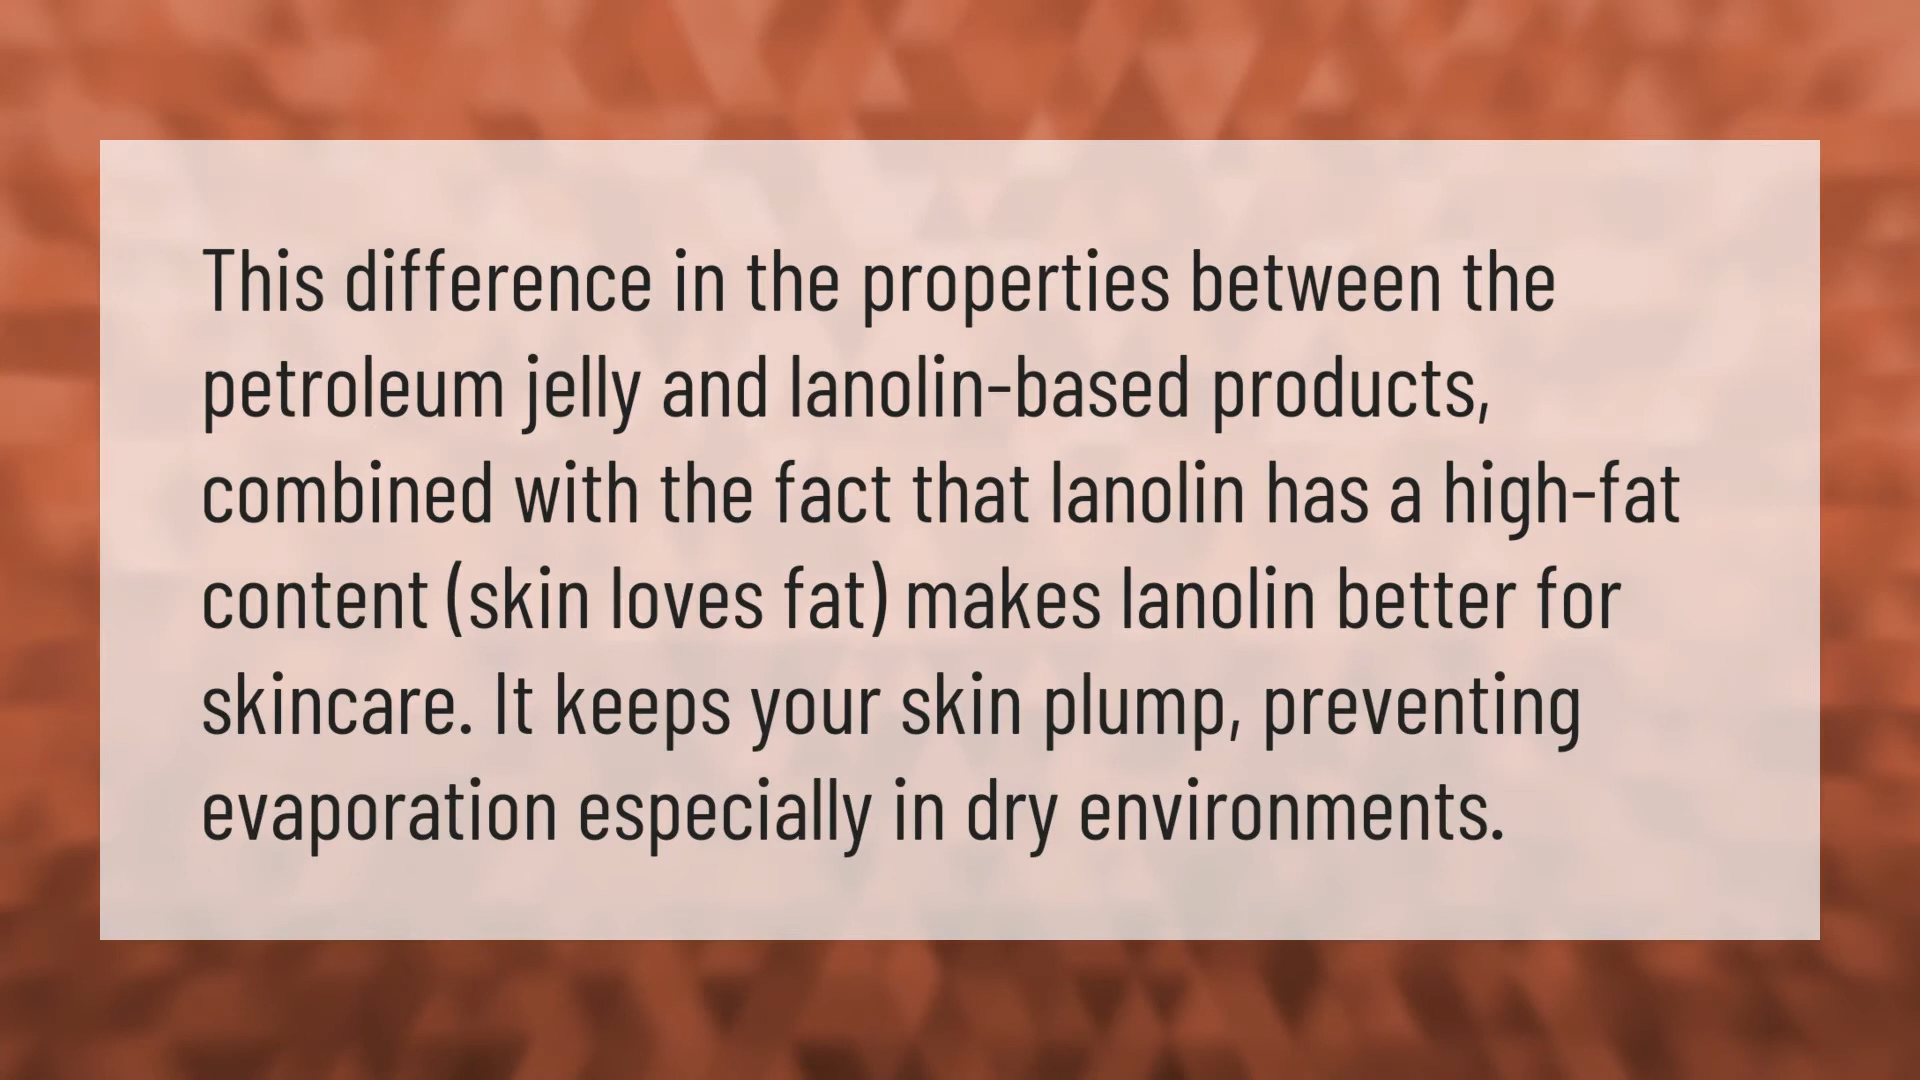 This difference in the properties between the
petroleum jelly and lanolin-based products,
combined with the fact that lanolin has a high-fat
content (skin loves fat) makes lanolin better for
skincare. It keeps your skin plump, preventing
evaporation especially in dry environments.